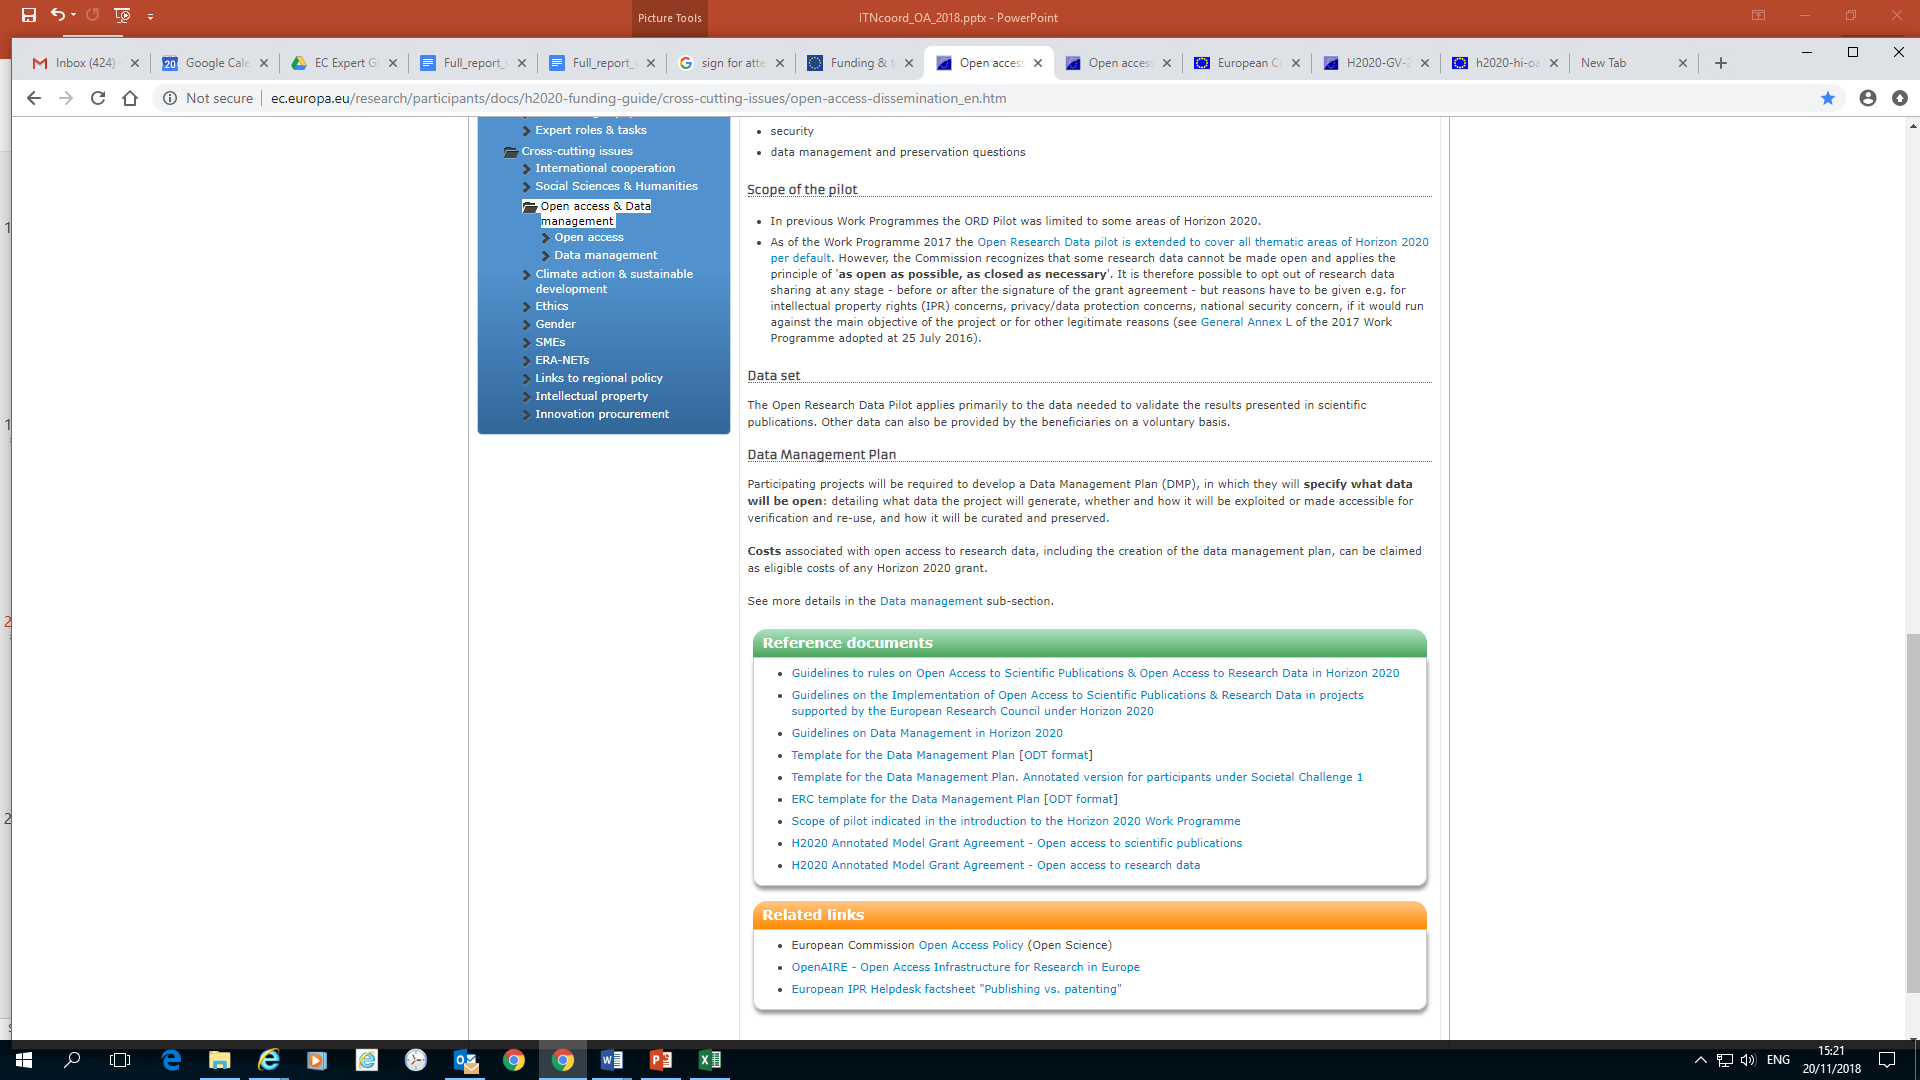 Picture Tools
ITNcoord_OA_2018.pptx - PowerPoint
Inbox (424)
Google Cale
EC Expert G
Full_report_
Full_report_
sign for atte
Funding & t
Open access
Open access
European C
H2020-GV-2
h2020-hi-oa
New Tab
Not secure
ec.europa.eu/research/participants/docs/h2020-funding-guide/cross-cutting-issues/open-access-dissemination_en.htm
Expert roles & tasks
Cross-cutting issues
International cooperation
Social Sciences & Humanities
Open access & Data
management
Open access
Data management
Climate action & sustainable
development
Ethics
Gender
SMEs
ERA-NETs
Links to regional policy
Intellectual property
Innovation procurement
security
data management and preservation questions
Scope of the pilot
In previous Work Programmes the ORD Pilot was limited to some areas of Horizon 2020.
As of the Work Programme 2017 the Open Research Data pilot is extended to cover all thematic areas of Horizon 2020
per default. However, the Commission recognizes that some research data cannot be made open and applies the
principle of 'as open as possible, as closed as necessary'. It is therefore possible to opt out of research data
sharing at any stage - before or after the signature of the grant agreement - but reasons have to be given e.g. for
intellectual property rights (IPR) concerns, privacy/data protection concerns, national security concern, if it would run
against the main objective of the project or for other legitimate reasons (see General Annex L of the 2017 Work
Programme adopted at 25 July 2016).
Data set
The Open Research Data Pilot applies primarily to the data needed to validate the results presented in scientific
publications. Other data can also be provided by the beneficiaries on a voluntary basis.
Data Management Plan
Participating projects will be required to develop a Data Management Plan (DMP), in which they will specify what data
will be open: detailing what data the project will generate, whether and how it will be exploited or made accessible for
verification and re-use, and how it will be curated and preserved.
Costs associated with open access to research data, including the creation of the data management plan, can be claimed
as eligible costs of any Horizon 2020 grant.
See more details in the Data management sub-section.
Reference documents
Guidelines to rules on Open Access to Scientific Publications & Open Access to Research Data in Horizon 2020
Guidelines on the Implementation of Open Access to Scientific Publications & Research Data in projects
supported by the European Research Council under Horizon 2020
Guidelines on Data Management in Horizon 2020
Template for the Data Management Plan [ODT format]
Template for the Data Management Plan. Annotated version for participants under Societal Challenge 1
ERC template for the Data Management Plan [ODT format]
Scope of pilot indicated in the introduction to the Horizon 2020 Work Programme
H2020 Annotated Model Grant Agreement - Open access to scientific publications
H2020 Annotated Model Grant Agreement - Open access to research data
Related links
European Commission Open Access Policy (Open Science)
OpenAIRE - Open Access Infrastructure for Research in Europe
European IPR Helpdesk factsheet "Publishing vs. patenting"
ENG
15:21
20/11/2018